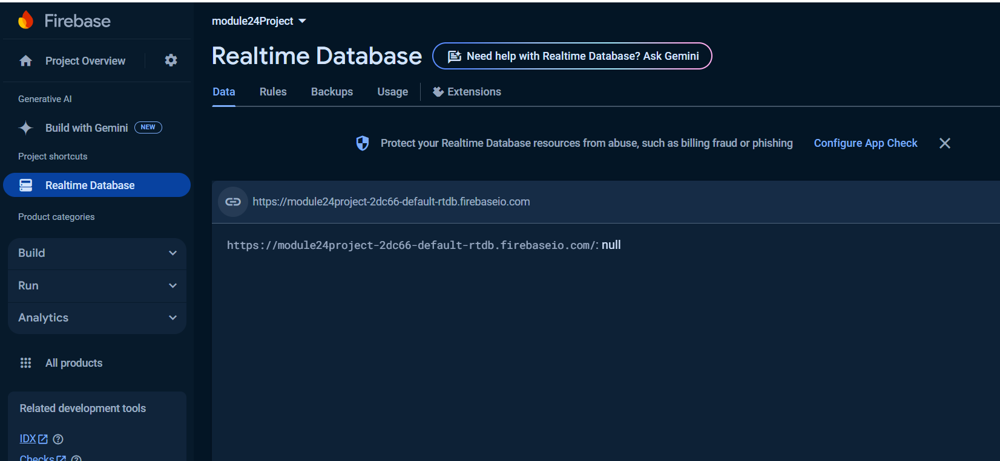 Firebase
Project Overview
Generative AI
Build with Gemini NEW
Project shortcuts
Realtime Database
Product categories
Build
Run
Analytics
All products
Related development tools
IDX
Checks
module24Project
Realtime Database
Need help with Realtime Database? Ask Gemini
Data Rules Backups Usage Extensions
Protect your Realtime Database resources from abuse, such as billing fraud or phishing Configure App Check
https://module24project-2dc66-default-rtdb.firebaseio.com
https://module24project-2dc66-default-rtdb.firebaseio.com/: null